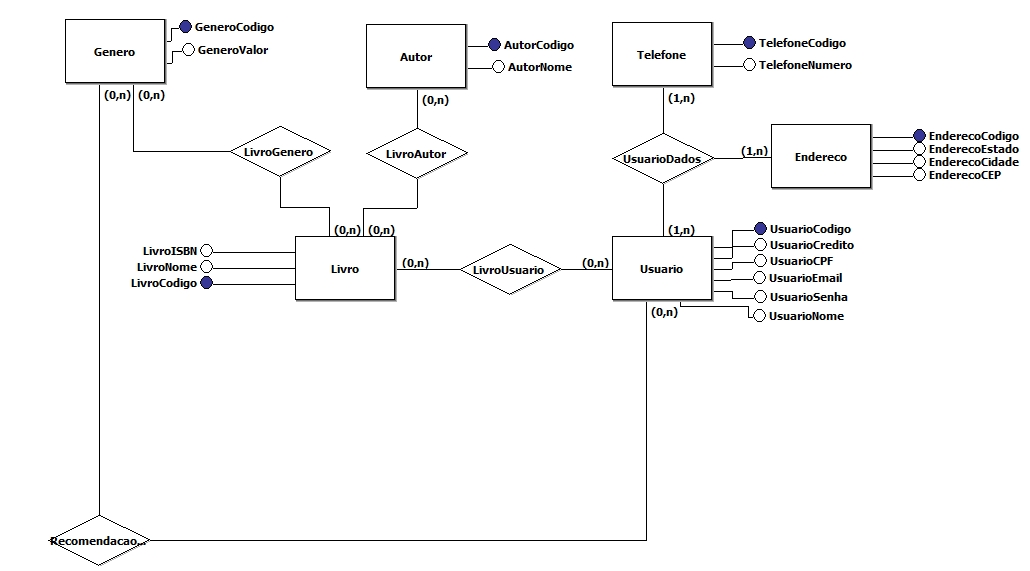 Genero
GeneroCodigo
GeneroValor
Autor
AutorCodigo
AutorNome
Telefone
TelefoneCodigo
TelefoneNumero
(0,n) (0,n)
(0,n)
(1,n)
LivroGenero
LivroAutor
UsuarioDados
(1,n)
Endereco
EnderecoCodigo
EnderecoEstado
EnderecoCidade
EnderecoCEP
(0,n) (0,n)
(1,n)
LivroISBN
LivroNome
LivroCodigo
Livro
(0,n)
LivroUsuario
(0,n)
Usuario
UsuarioCodigo
UsuarioCredito
UsuarioCPF
UsuarioEmail
UsuarioSenha
UsuarioNome
(0,n)
Recomendacao...